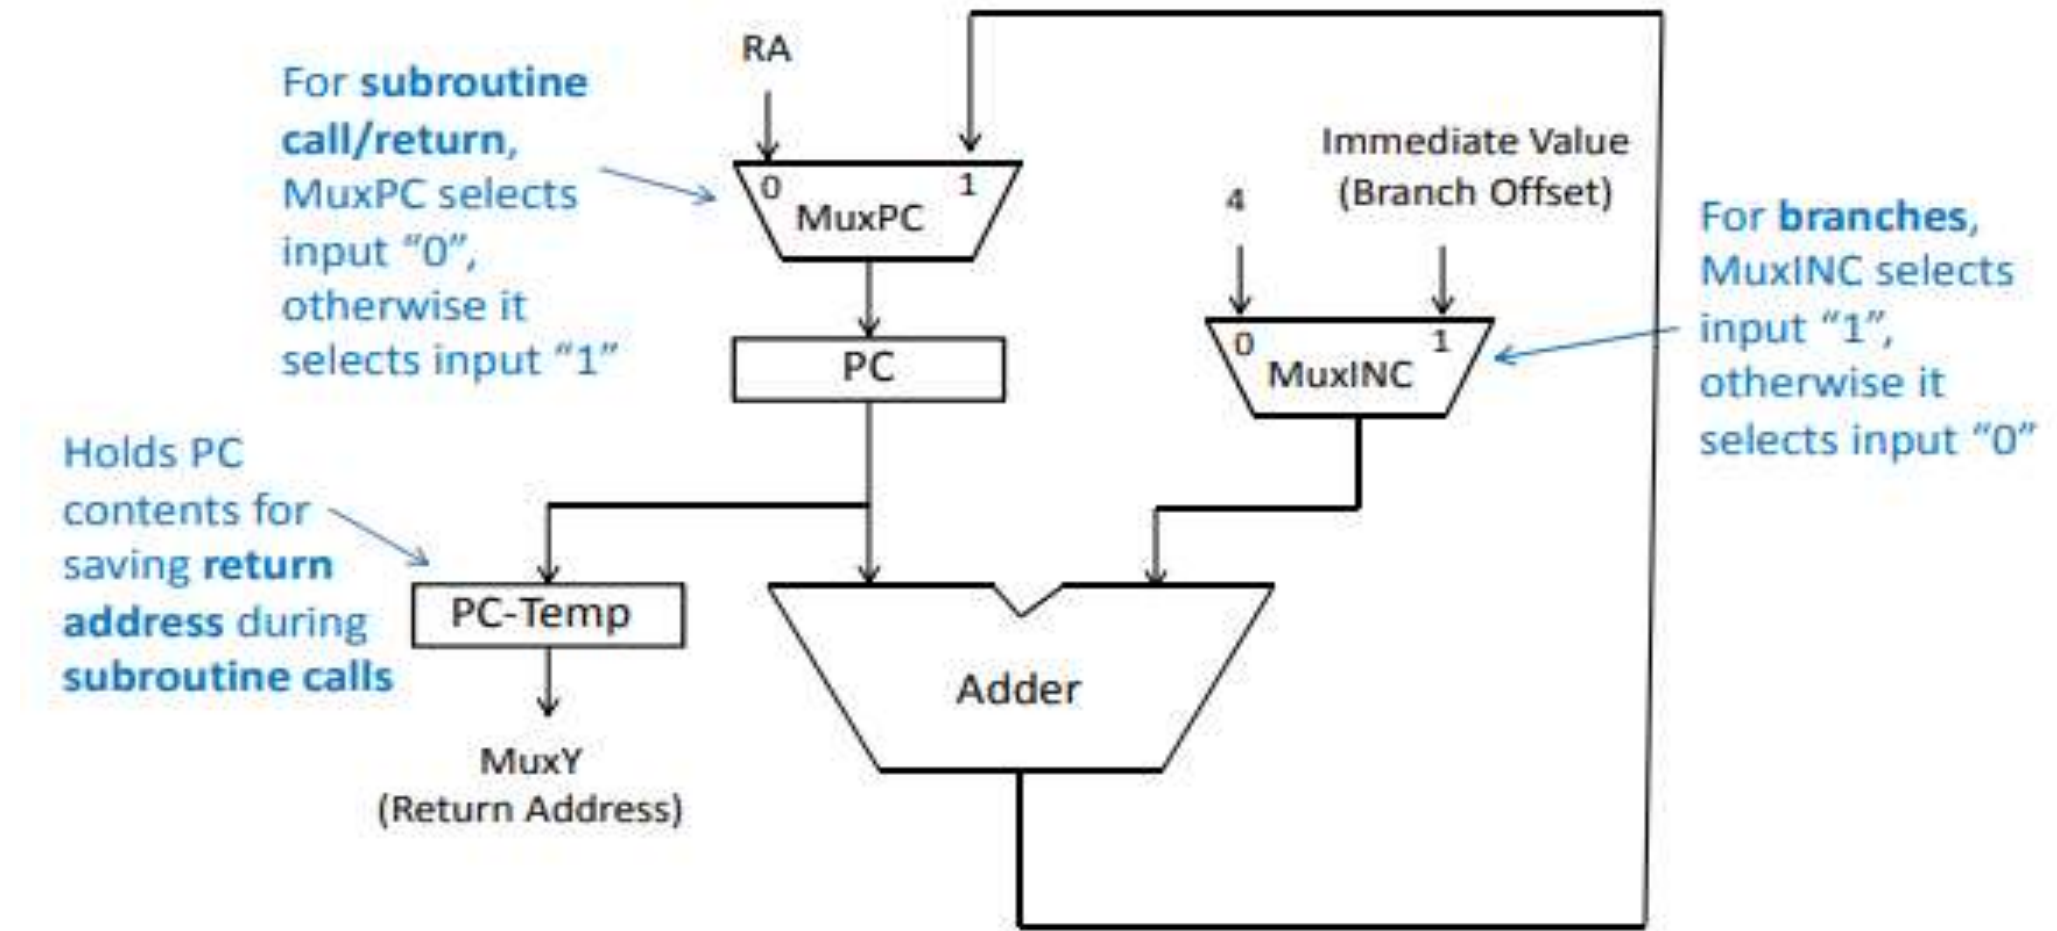 RA
For subroutine
call/return,
MuxPC selects
input “0”,
otherwise it
selects input “1”
0
1
MuxPC
Immediate Value
(Branch Offset)
4
0
1
MuxINC
For branches,
MuxINC selects
input “1”,
otherwise it
selects input “0”
PC
Holds PC
contents for
saving return
address during
subroutine calls
PC-Temp
Adder
MuxY
(Return Address)